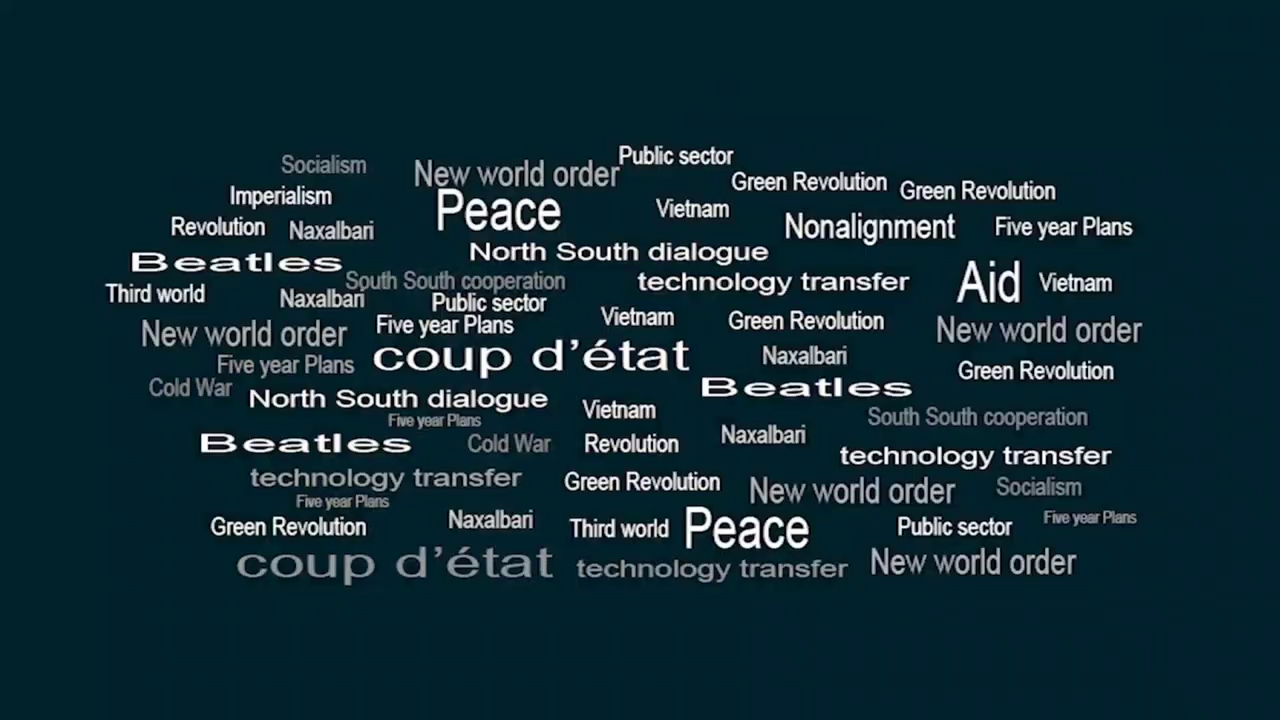 Public sector
Socialism
New world order
Green Revolution
Green Revolution
Imperialism
Peace
Vietnam
Revolution
Naxalbari
Nonalignment
Five year Plans
North South dialogue
Beatles
South South cooperation
technology transfer
Aid
Vietnam
Third world
Naxalbari
Public sector
Vietnam
Five year Plans
Green Revolution
New world order
New world order
coup d’état
Naxalbari
Five year Plans
Green Revolution
Cold War
Beatles
North South dialogue
Vietnam
South South cooperation
Five year Plans
Beatles
Cold War
Revolution
Naxalbari
technology transfer
technology transfer
Green Revolution
New world order
Socialism
Five year Plans
Green Revolution
Naxalbari
Third world
Peace
Public sector
Five year Plans
coup d’état
technology transfer
New world order